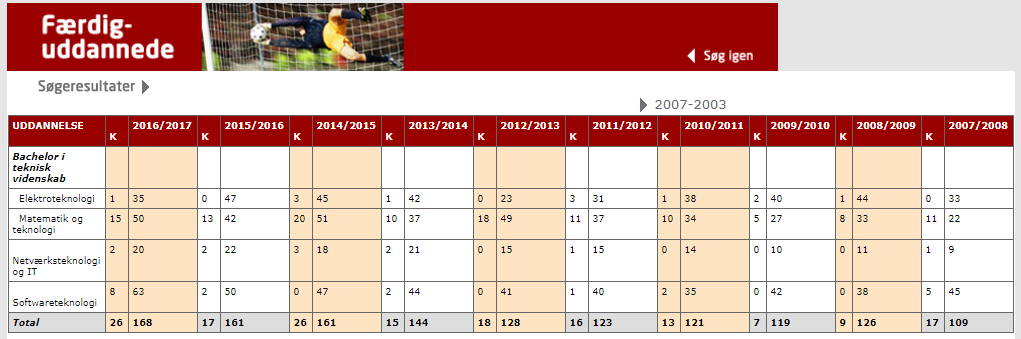 Færdig-
uddannede
Søg igen
Søgeresultater
2007-2003
UDDANNELSE K 2016/2017 K 2015/2016 K 2014/2015 K 2013/2014 K 2012/2013 K 2011/2012 K 2010/2011 K 2009/2010 K 2008/2009 K 2007/2008
Bachelor i
teknisk
videnskab
Elektroteknologi 1 35 0 47 3 45 1 42 0 23 3 31 1 38 2 40 1 44 0 33
Matematik og 15 50 13 42 20 51 10 37 18 49 11 37 10 34 5 27 8 33 11 22
teknologi
2 20 2 22 3 18 2 21 0 15 1 15 0 14 0 10 0 11 1 9
Netværksteknologi
og IT
8 63 2 50 0 47 2 44 0 41 1 40 2 35 0 42 0 38 5 45
Softwareteknologi
Total 26 168 17 161 26 161 15 144 18 128 16 123 13 121 7 119 9 126 17 109